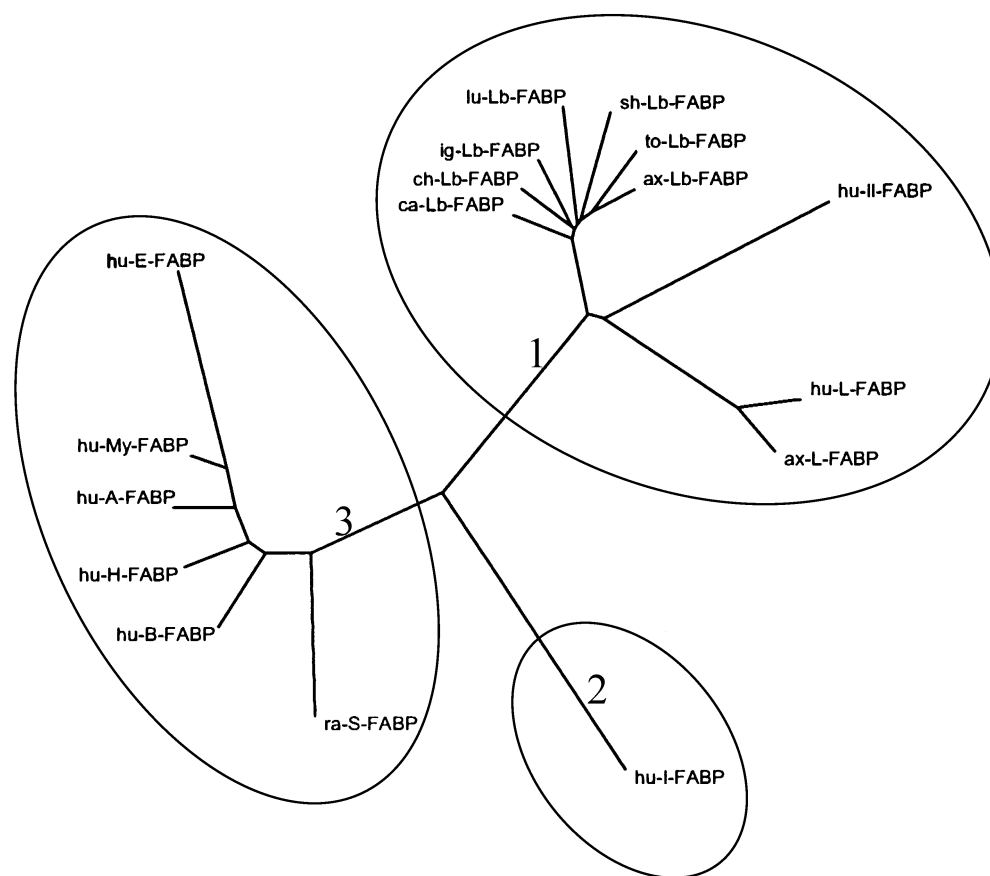 lu-Lb-FABP
sh-Lb-FABP
ig-Lb-FABP
to-Lb-FABP
ch-Lb-FABP
ax-Lb-FABP
ca-Lb-FABP
hu-Il-FABP
hu-E-FABP
1
hu-L-FABP
hu-My-FABP
ax-L-FABP
hu-A-FABP
3
hu-H-FABP
hu-B-FABP
2
ra-S-FABP
hu-I-FABP